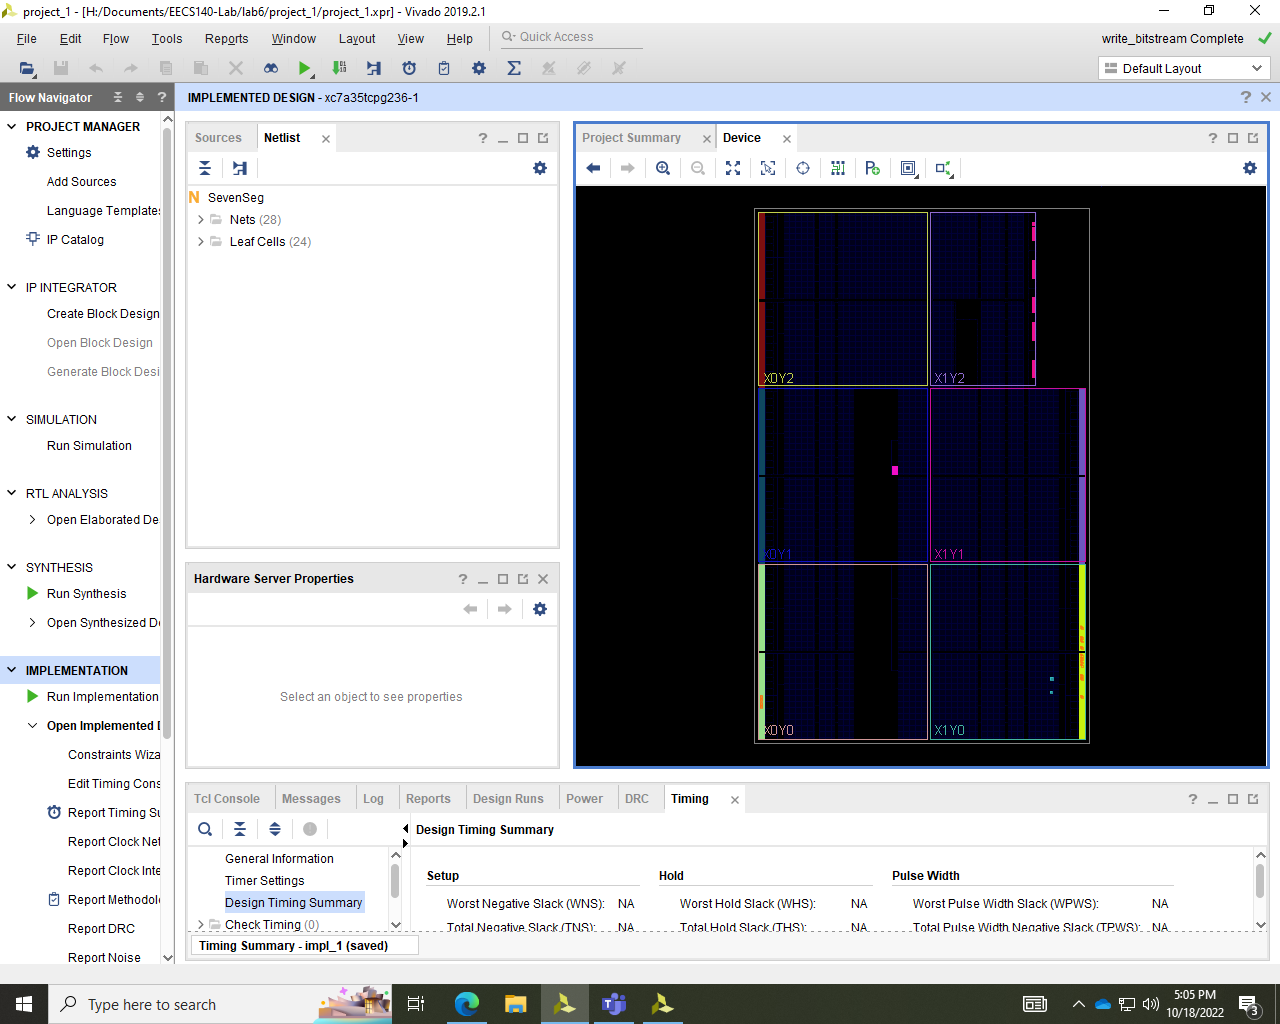 project_1 - [H:/Documents/EECS140-Lab/lab6/project_1/project_1.xpr] - Vivado 2019.2.1
File Edit Flow Tools Reports Window Layout View Help Quick Access write_bitstream Complete
Default Layout
Flow Navigator
IMPLEMENTED DESIGN - xc7a35tcpg236-1
PROJECT MANAGER
Settings
Add Sources
Language Templates
IP Catalog
IP INTEGRATOR
Create Block Design
Open Block Design
Generate Block Desi
SIMULATION
Run Simulation
RTL ANALYSIS
Open Elaborated De
SYNTHESIS
Run Synthesis
Open Synthesized D
IMPLEMENTATION
Run Implementation
Open Implemented D
Constraints Wiza
Edit Timing Cons
Report Timing Su
Report Clock Net
Report Clock Inte
Report Methodol
Report DRC
Report Noise
Sources Netlist
N SevenSeg
Nets (28)
Leaf Cells (24)
Hardware Server Properties
Select an object to see properties
Project Summary Device
X0Y2 X1Y2
X0Y1 X1Y1
X0Y0 X1Y0
Tcl Console Messages Log Reports Design Runs Power DRC Timing
General Information
Timer Settings
Design Timing Summary
Check Timing (0)
Timing Summary - impl_1 (saved)
Design Timing Summary
Setup Hold Pulse Width
Worst Negative Slack (WNS): NA Worst Hold Slack (WHS): NA Worst Pulse Width Slack (WPWS): NA
Total Negative Slack (TNS): NA Total Hold Slack (THS): NA Total Pulse Width Negative Slack (TPWS): NA
Type here to search
5:05 PM
10/18/2022
3